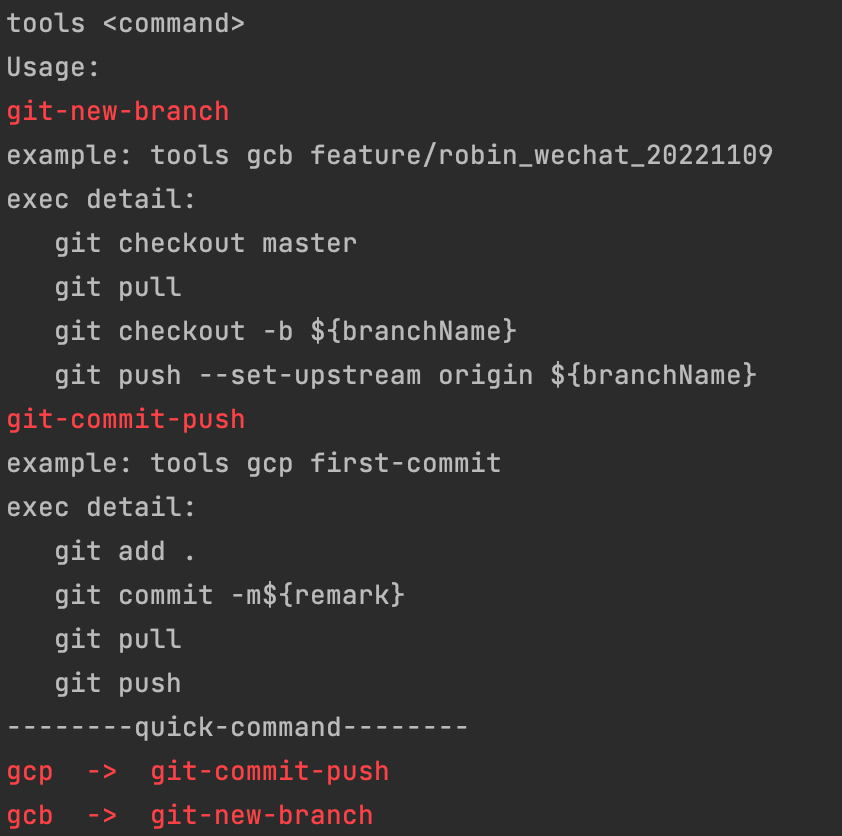 tools <command>
Usage:
git-new-branch
example: tools gcb feature/robin_wechat_20221109
exec detail:
   git checkout master
   git pull
   git checkout -b ${branchName}
   git push --set-upstream origin ${branchName}
git-commit-push
example: tools gcp first-commit
exec detail:
   git add .
   git commit -m${remark}
   git pull
   git push
--------quick-command--------
gcp  ->  git-commit-push
gcb  ->  git-new-branch